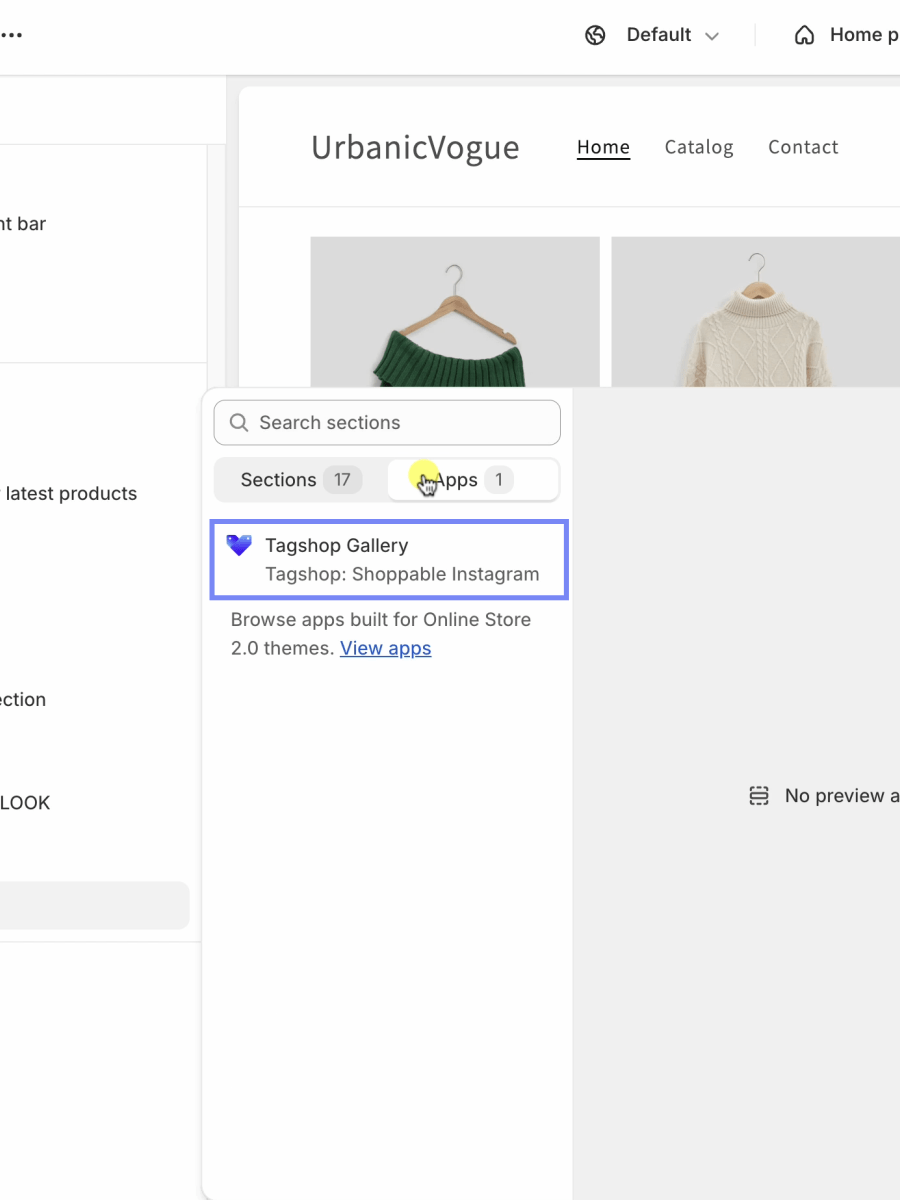 Default
Home p
UrbanicVogue
Home Catalog Contact
nt bar
Search sections
Sections 17
Apps 1
latest products
Tagshop Gallery
Tagshop: Shoppable Instagram
Browse apps built for Online Store
2.0 themes. View apps
ection
LOOK
No preview a